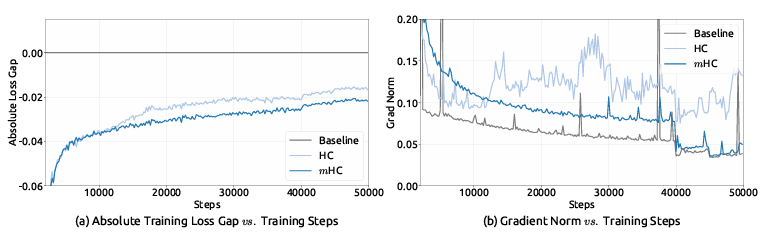 0.00
-0.02
-0.04
-0.06
Absolute Loss Gap
10000 20000 30000 40000 50000
Steps
Baseline
HC
mHC
(a) Absolute Training Loss Gap vs. Training Steps
0.20
0.15
0.10
0.05
0.00
Grad Norm
10000 20000 30000 40000 50000
Steps
Baseline
HC
mHC
(b) Gradient Norm vs. Training Steps